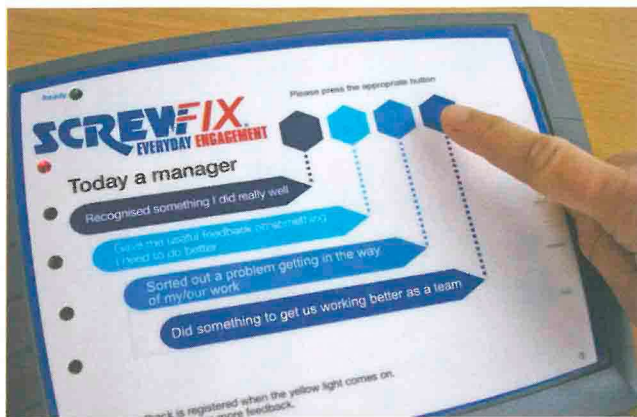 Ready
Please press the appropriate button
SCREWFIX
EVERYDAY ENGAGEMENT
Today a manager
Recognised something I did really well
Gave me useful feedback on something
I need to do better
Sorted out a problem getting in the way
of my/our work
Did something to get us working better as a team
is registered when the yellow light comes on.
more feedback.